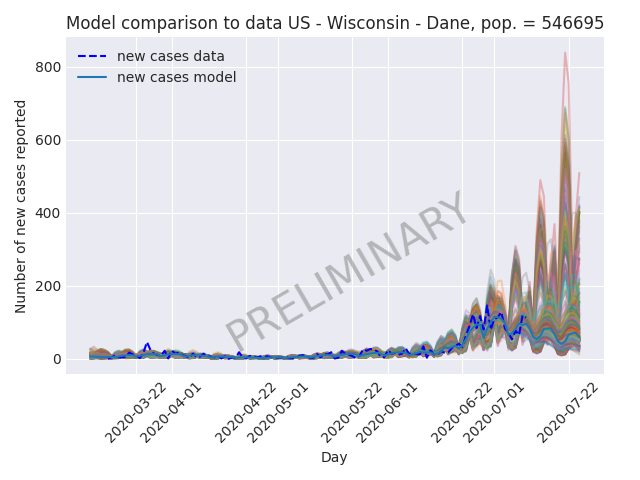 Model comparison to data US - Wisconsin - Dane, pop. = 546695
new cases data
new cases model
Number of new cases reported
800
600
400
200
0
PRELIMINARY
2020-03-22
2020-04-01
2020-04-22
2020-05-01
2020-05-22
2020-06-01
2020-06-22
2020-07-01
2020-07-22
Day